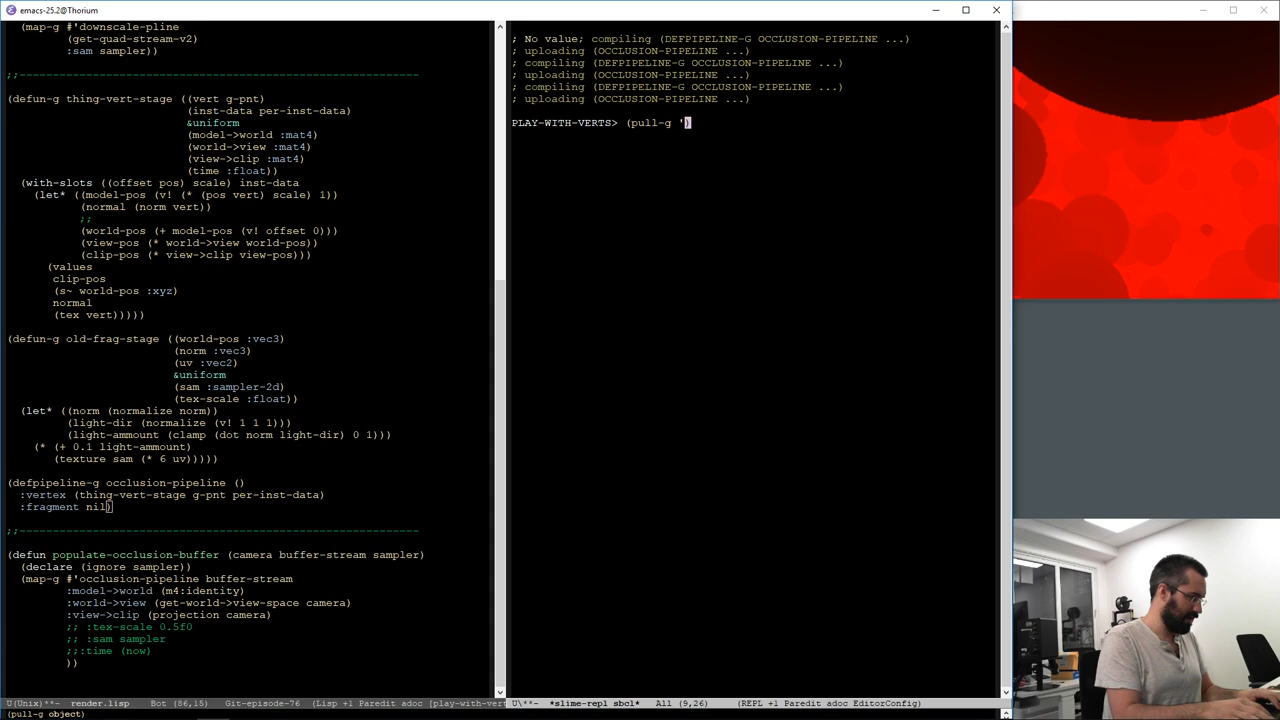 emacs-25.2@Thorium
(map-g #'downscale-pline
(get-quad-stream-v2)
:sam sampler))
;;------------------------------------------------------------
(defun-g thing-vert-stage ((vert g-pnt)
(inst-data per-inst-data)
&uniform
(model->world :mat4)
(world->view :mat4)
(view->clip :mat4)
(time :float))
(with-slots ((offset pos) scale) inst-data
(let* ((model-pos (v! (* (pos vert) scale) 1))
(normal (norm vert))
;;
(world-pos (+ model-pos (v! offset 0)))
(view-pos (* world->view world-pos))
(clip-pos (* view->clip view-pos)))
(values
clip-pos
(s~ world-pos :xyz)
normal
(tex vert)))))
(defun-g old-frag-stage ((world-pos :vec3)
(norm :vec3)
(uv :vec2)
&uniform
(sam :sampler-2d)
(tex-scale :float))
(let* ((norm (normalize norm))
(light-dir (normalize (v! 1 1 1)))
(light-ammount (clamp (dot norm light-dir) 0 1)))
(* (+ 0.1 light-ammount)
(texture sam (* 6 uv)))))
(defpipeline-g occlusion-pipeline ()
:vertex (thing-vert-stage g-pnt per-inst-data)
:fragment nil)
;;------------------------------------------------------------
(defun populate-occlusion-buffer (camera buffer-stream sampler)
(declare (ignore sampler))
(map-g #'occlusion-pipeline buffer-stream
:model->world (m4:identity)
:world->view (get-world->view-space camera)
:view->clip (projection camera)
;; :tex-scale 0.5f0
;; :sam sampler
;;:time (now)
))
U(Unix)**- render.lisp Bot (86,15) Git-episode-76 (Lisp +1 Paredit adoc [play-with-vert
(pull-g object)
; No value; compiling (DEFPIPELINE-G OCCLUSION-PIPELINE ...)
; uploading (OCCLUSION-PIPELINE ...)
; compiling (DEFPIPELINE-G OCCLUSION-PIPELINE ...)
; uploading (OCCLUSION-PIPELINE ...)
; compiling (DEFPIPELINE-G OCCLUSION-PIPELINE ...)
; uploading (OCCLUSION-PIPELINE ...)
PLAY-WITH-VERTS> (pull-g ')
U\**- *slime-repl sbcl* All (9,26) (REPL +1 Paredit adoc EditorConfig)